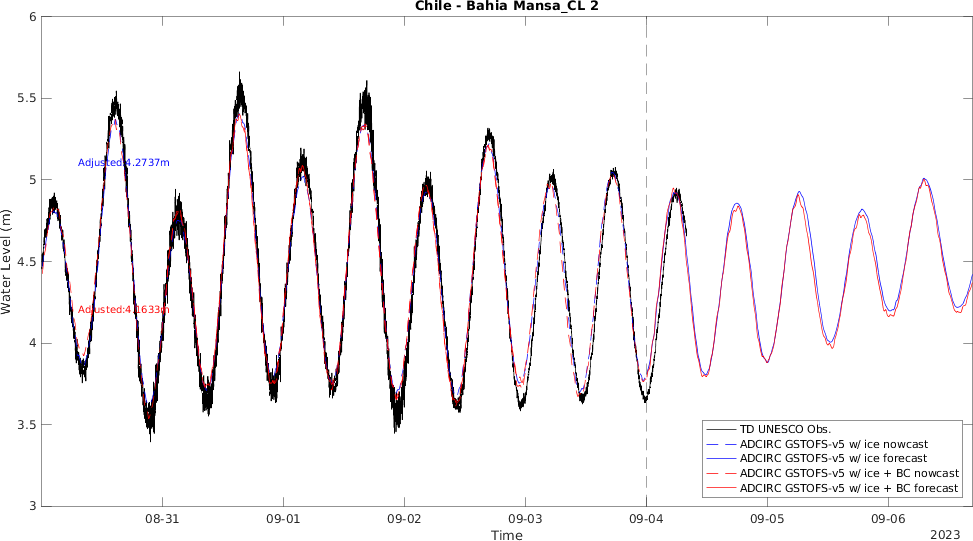 Chile - Bahia Mansa_CL 2
Water Level (m)
6
5.5
5
4.5
4
3.5
3
Adjusted:4.2737m
Adjusted:4.1633m
TD UNESCO Obs.
ADCIRC GSTOFS-v5 w/ ice nowcast
ADCIRC GSTOFS-v5 w/ ice forecast
ADCIRC GSTOFS-v5 w/ ice + BC nowcast
ADCIRC GSTOFS-v5 w/ ice + BC forecast
08-31 09-01 09-02 09-03 09-04 09-05 09-06
Time
2023